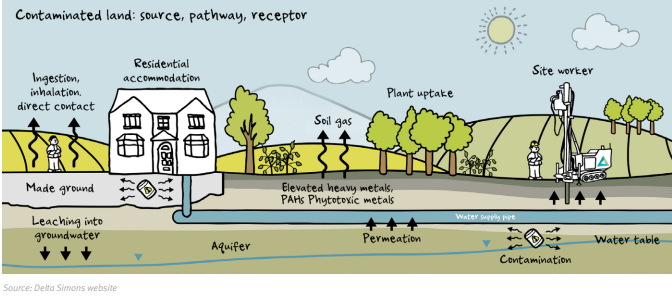 Contaminated land: source, pathway, receptor
Residential
accommodation
Ingestion,
inhalation,
direct contact
Plant uptake
Site worker
Soil gas
Made ground
Elevated heavy metals,
PAHs Phytotoxic metals
Leaching into
groundwater
Water supply pipe
Permeation
Aquifer
Water table
Contamination
Source: Delta Simons website